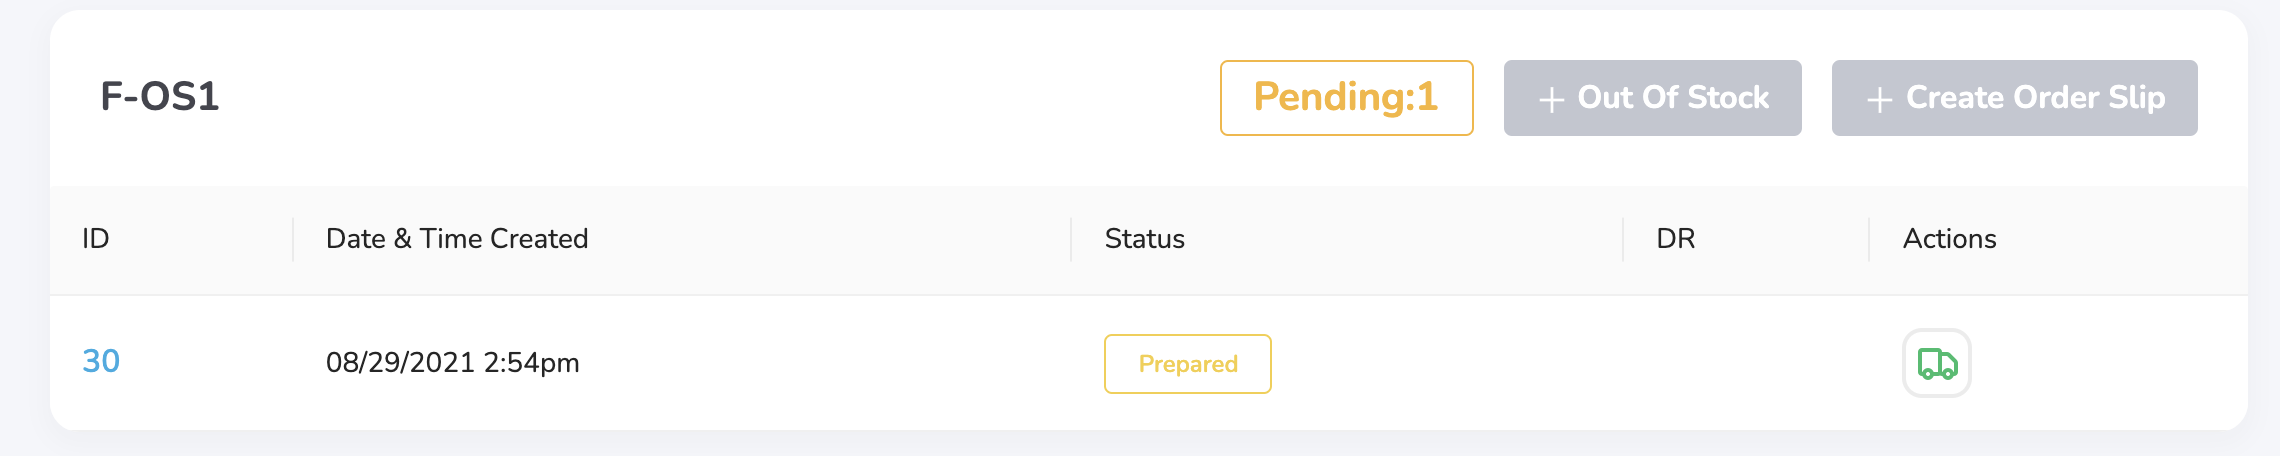 F-OS1
Pending:1
+ Out Of Stock
+ Create Order Slip
ID
Date & Time Created
Status
DR
Actions
30
08/29/2021 2:54pm
Prepared